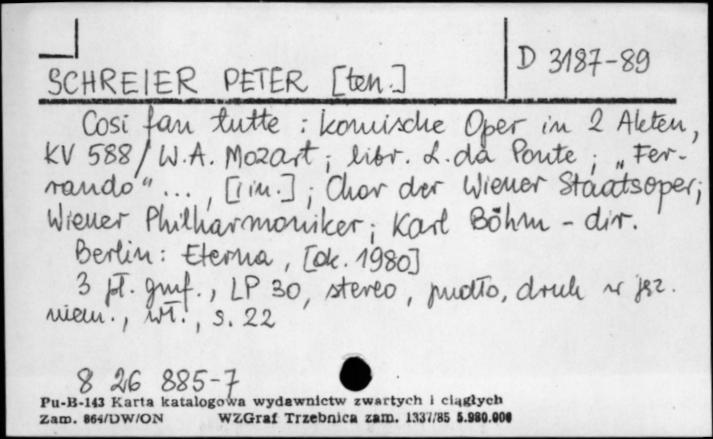 D 3187-89
SCHREIER PETER [ten.]
Cosi fan tutte : komische Oper in 2 Akten,
KV 588 / W.A. Mozart ; libr. L. da Ponte ; „Fer-
rando" ... , [i in.] ; Chor der Wiener Staatsoper ;
Wiener Philharmoniker ; Karl Böhm - dir.
Berlin : Eterna , [ok. 1980]
3 pł. gmf. , LP 30 , stereo , pudło, druk w jęz.
niem. , wł. , s. 22
8 26 885-7
Pu-B-143 Karta katalogowa wydawnictw zwartych i ciągłych
Zam. 864/DW/ON WZGraf Trzebnica zam. 1337/85 5.980.000